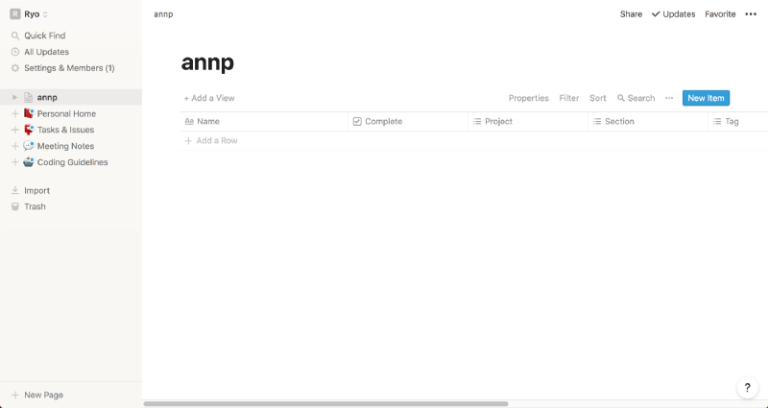 R Ryo
Quick Find
All Updates
Settings & Members (1)
annp
Personal Home
Tasks & Issues
Meeting Notes
Coding Guidelines
Import
Trash
+ New Page
annp
Share ✓ Updates Favorite •••
annp
+ Add a View
Properties Filter Sort Search ••• New Item
Aa Name Complete Project Section Tag
+ Add a Row
?